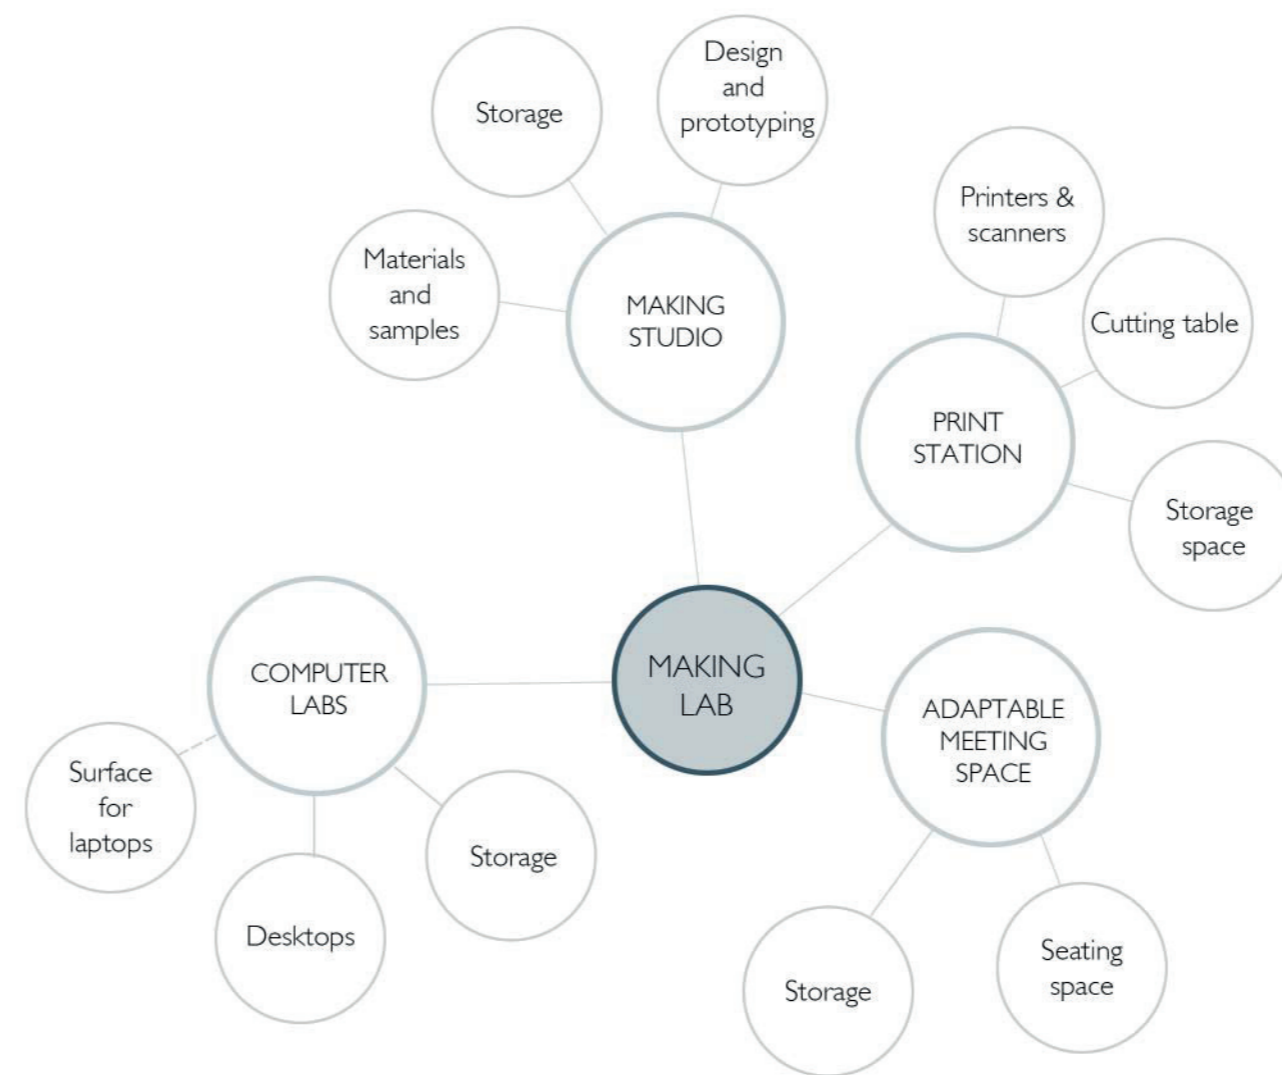 Design
and
prototyping
Storage
Materials
and
samples
MAKING
STUDIO
Printers &
scanners
Cutting table
PRINT
STATION
Storage
space
MAKING
LAB
COMPUTER
LABS
Surface
for
laptops
Desktops
Storage
ADAPTABLE
MEETING
SPACE
Storage
Seating
space